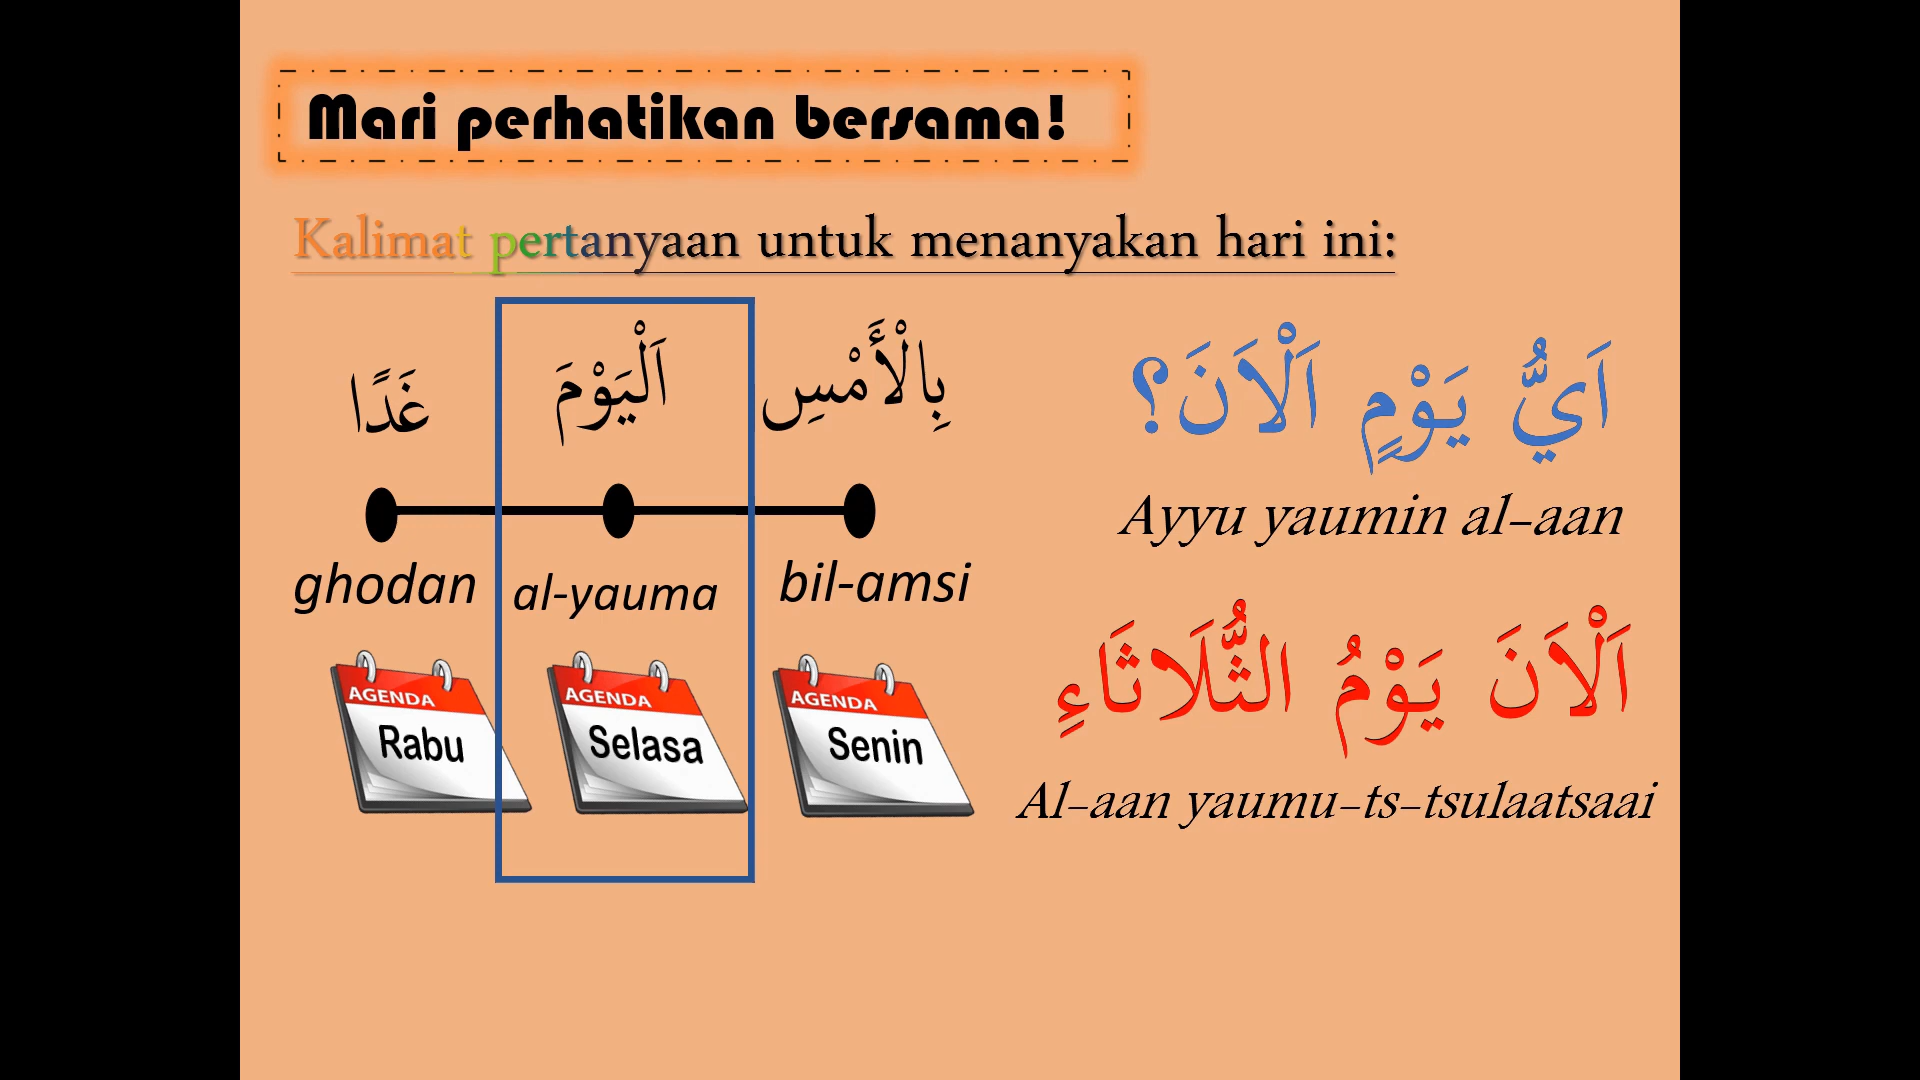 Mari perhatikan bersama!
Kalimat pertanyaan untuk menanyakan hari ini:
غَدًا
اَلْيَوْمَ
بِالْأَمْسِ
ghodan
al-yauma
bil-amsi
AGENDA
Rabu
AGENDA
Selasa
AGENDA
Senin
اَيُّ يَوْمٍ اَلْاَنَ؟
Ayyu yaumin al-aan
اَلْاَنَ يَوْمُ الثُّلَاثَاءِ
Al-aan yaumu-ts-tsulaatsaai